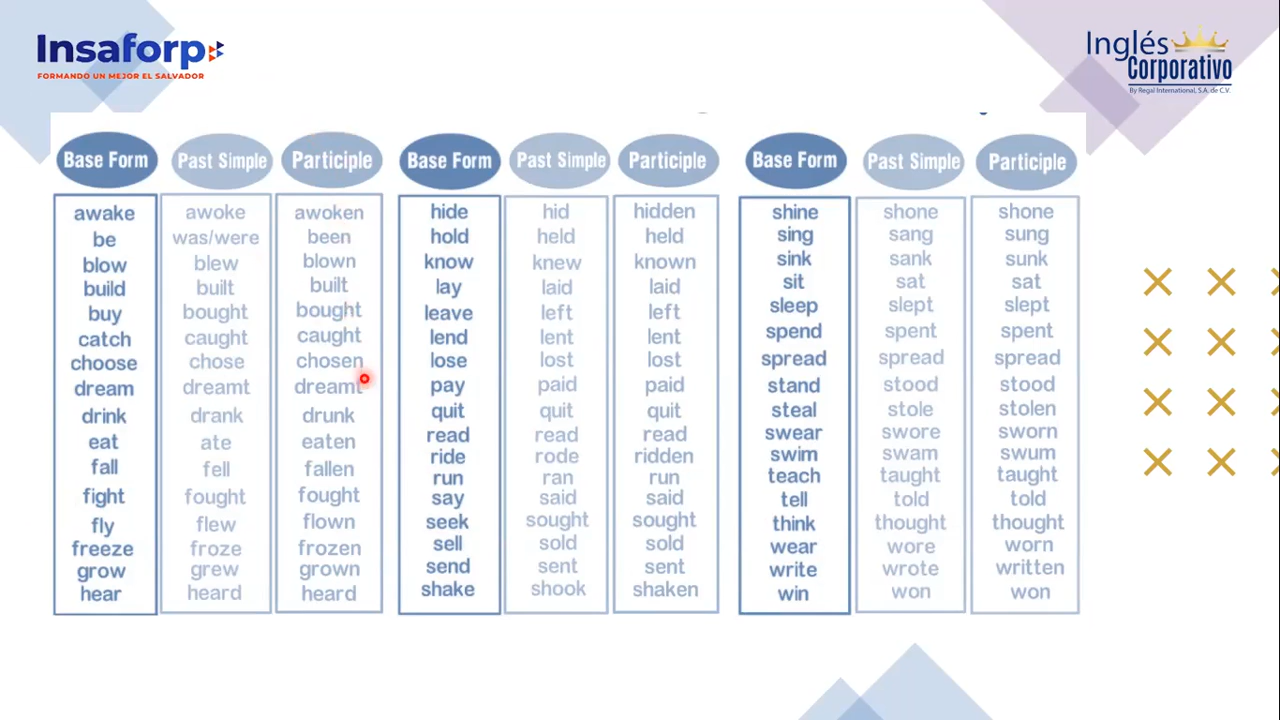 Insaforp
FORMANDO UN MEJOR EL SALVADOR
Inglés
Corporativo
By Regal International, S.A. de C.V.
Base Form Past Simple Participle Base Form Past Simple Participle Base Form Past Simple Participle
awake awoke awoken hide hid hidden shine shone shone
be was/were been hold held held sing sang sung
blow blew blown know knew known sink sank sunk
build built built lay laid laid sit sat sat
buy bought bought leave left left sleep slept slept
catch caught caught lend lent lent spend spent spent
choose chose chosen lose lost lost spread spread spread
dream dreamt dreamt pay paid paid stand stood stood
drink drank drunk quit quit quit steal stole stolen
eat ate eaten read read read swear swore sworn
fall fell fallen ride rode ridden swim swam swum
fight fought fought run ran run teach taught taught
fly flew flown say said said tell told told
freeze froze frozen seek sought sought think thought thought
grow grew grown sell sold sold wear wore worn
hear heard heard send sent sent write wrote written
shake shook shaken win won won